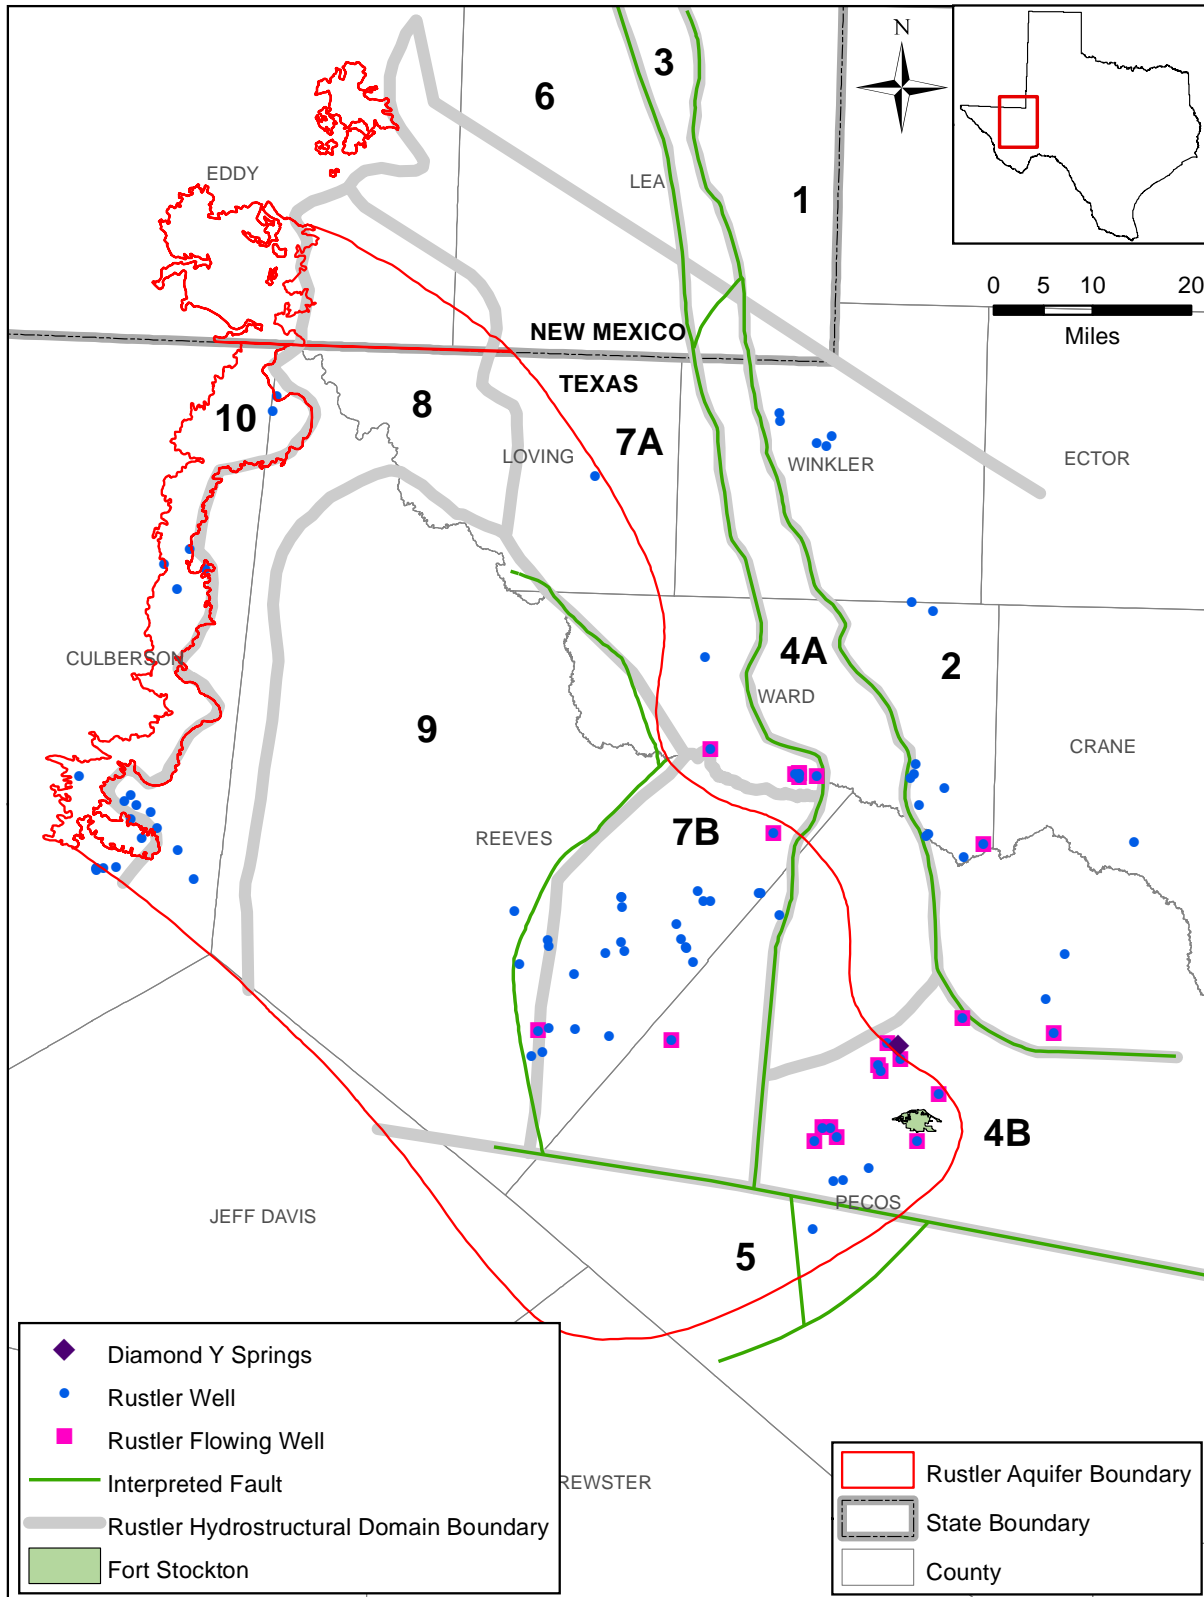 N
3
6
EDDY
LEA
1
0 5 10 20
Miles
NEW MEXICO
TEXAS
10
8
7A
LOVING
WINKLER
ECTOR
4A
2
CULBERSON
WARD
9
CRANE
7B
REEVES
4B
PECOS
JEFF DAVIS
5
REWSTER
Diamond Y Springs
Rustler Well
Rustler Flowing Well
Interpreted Fault
Rustler Hydrostructural Domain Boundary
Fort Stockton
Rustler Aquifer Boundary
State Boundary
County